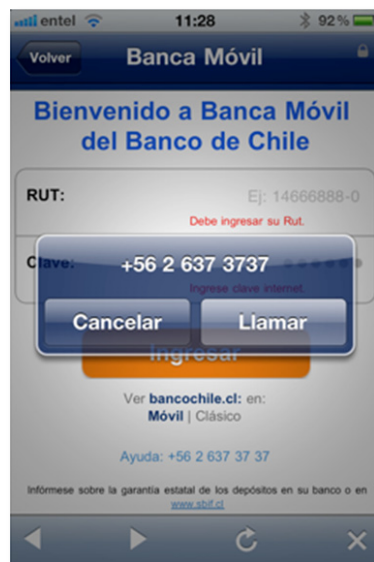 entel 11:28 92%
Volver Banca Móvil
Bienvenido a Banca Móvil
del Banco de Chile
RUT: Ej: 14666888-0
Debe ingresar su Rut.
Clave:
+56 2 637 3737
Ingrese clave internet.
Cancelar Llamar
Ingresar
Ver bancochile.cl: en:
Móvil | Clásico
Ayuda: +56 2 637 37 37
Infórmese sobre la garantía estatal de los depósitos en su banco o en
www.sbif.cl